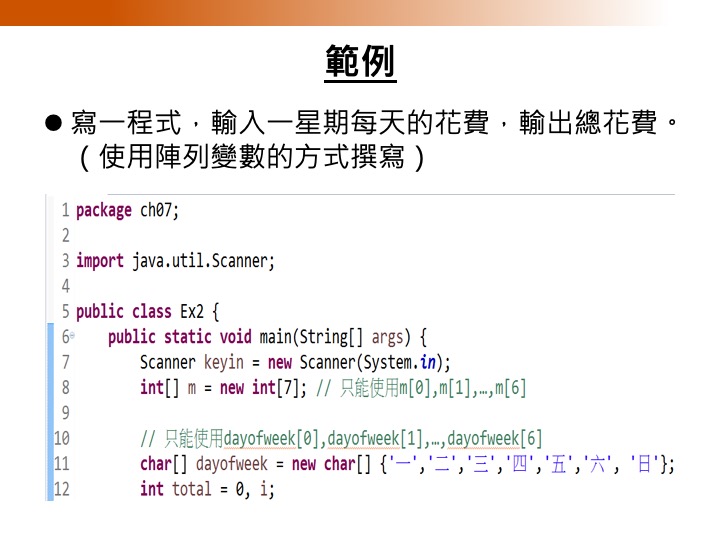 範例
● 寫一程式，輸入一星期每天的花費，輸出總花費。
（使用陣列變數的方式撰寫）
1 package ch07;
2
3 import java.util.Scanner;
4
5 public class Ex2 {
6 public static void main(String[] args) {
7 Scanner keyin = new Scanner(System.in);
8 int[] m = new int[7]; // 只能使用m[0],m[1],…,m[6]
9
10 // 只能使用dayofweek[0],dayofweek[1],…,dayofweek[6]
11 char[] dayofweek = new char[] {'一','二','三','四','五','六', '日'};
12 int total = 0, i;